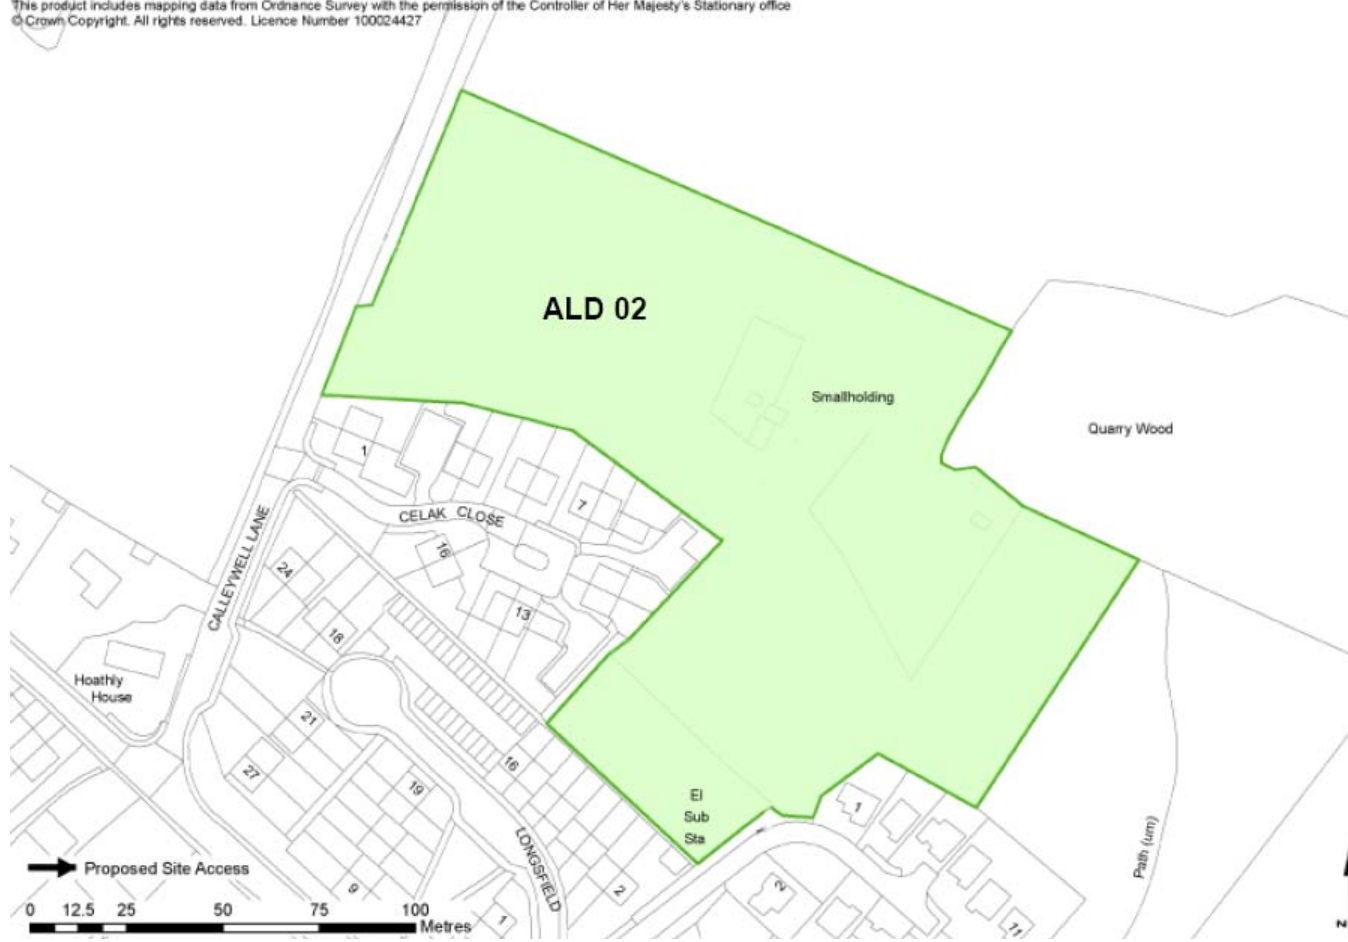 This product includes mapping data from Ordnance Survey with the permission of the Controller of Her Majesty's Stationary office
© Crown Copyright. All rights reserved. Licence Number 100024427
ALD 02
Smallholding
Quarry Wood
1
7
CELAK CLOSE
16
13
CALLEYWELL LANE
24
18
Hoathly
House
21
27
19
16
9
LONGSFIELD
1
2
El
Sub
Sta
1
2
11
Path (um)
Proposed Site Access
0 12.5 25 50 75 100
Metres
N